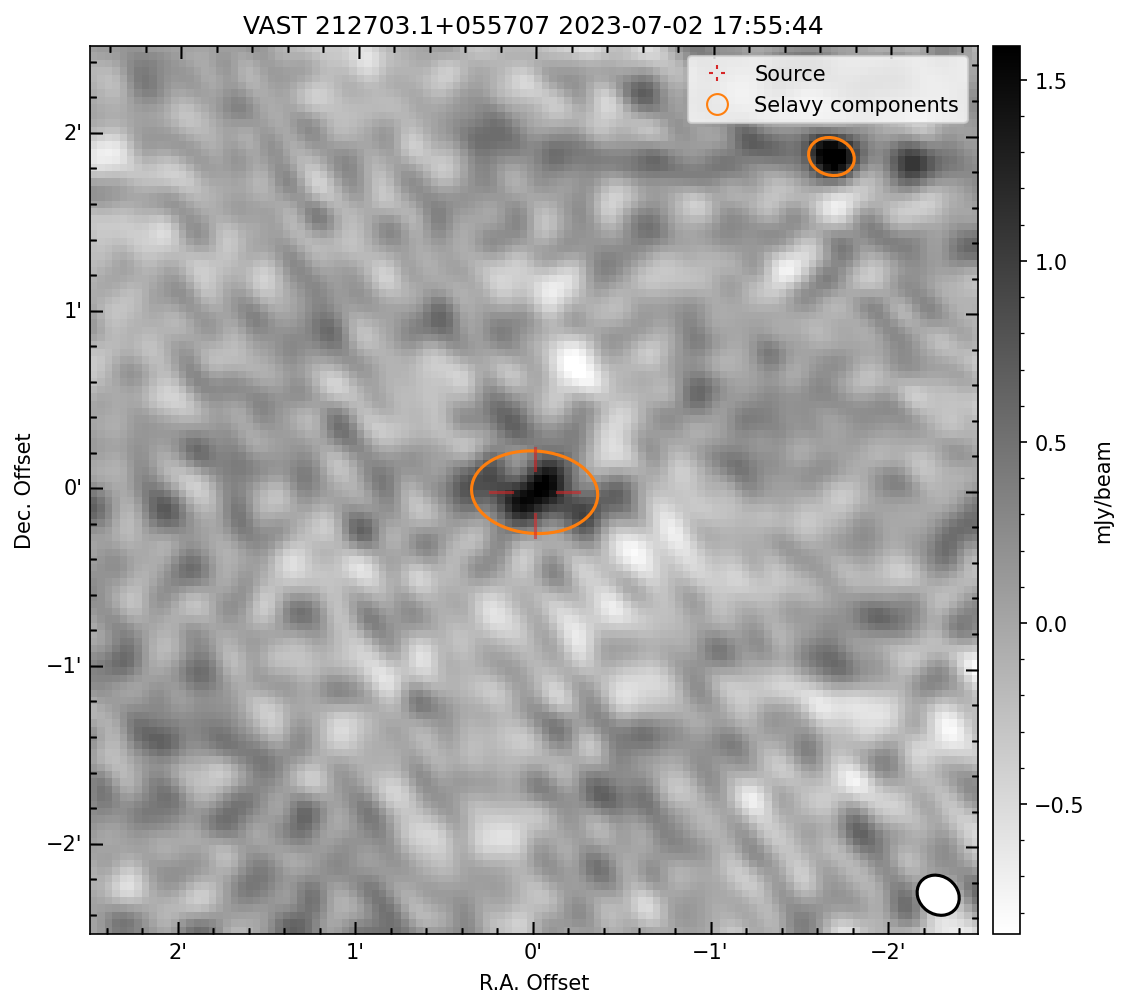 VAST 212703.1+055707 2023-07-02 17:55:44
Source
Selavy components
2'
1'
0'
−1'
−2'
Dec. Offset
2'
1'
0'
−1'
−2'
R.A. Offset
1.5
1.0
0.5
0.0
−0.5
mJy/beam